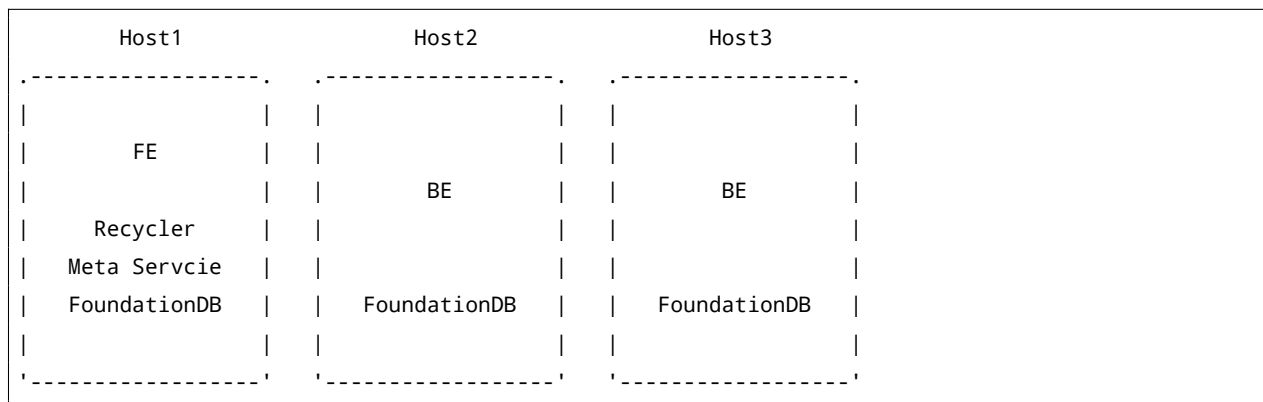 Host1 Host2 Host3
.------------------. .------------------. .------------------.
| | | | | |
| FE | | | | |
| | | BE | | BE |
| Recycler | | | | |
| Meta Servcie | | | | |
| FoundationDB | | FoundationDB | | FoundationDB |
| | | | | |
'------------------' '------------------' '------------------'